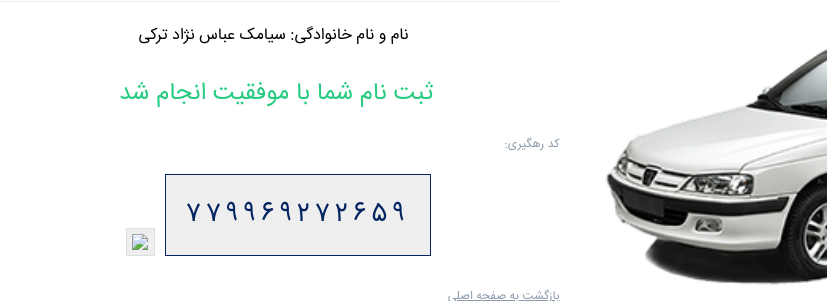 نام و نام خانوادگی: سیامک عباس نژاد ترکی
ثبت نام شما با موفقیت انجام شد
کد رهگیری:
۷۷۹۹۶۹۲۷۲۶۵۹
بازگشت به صفحه اصلی